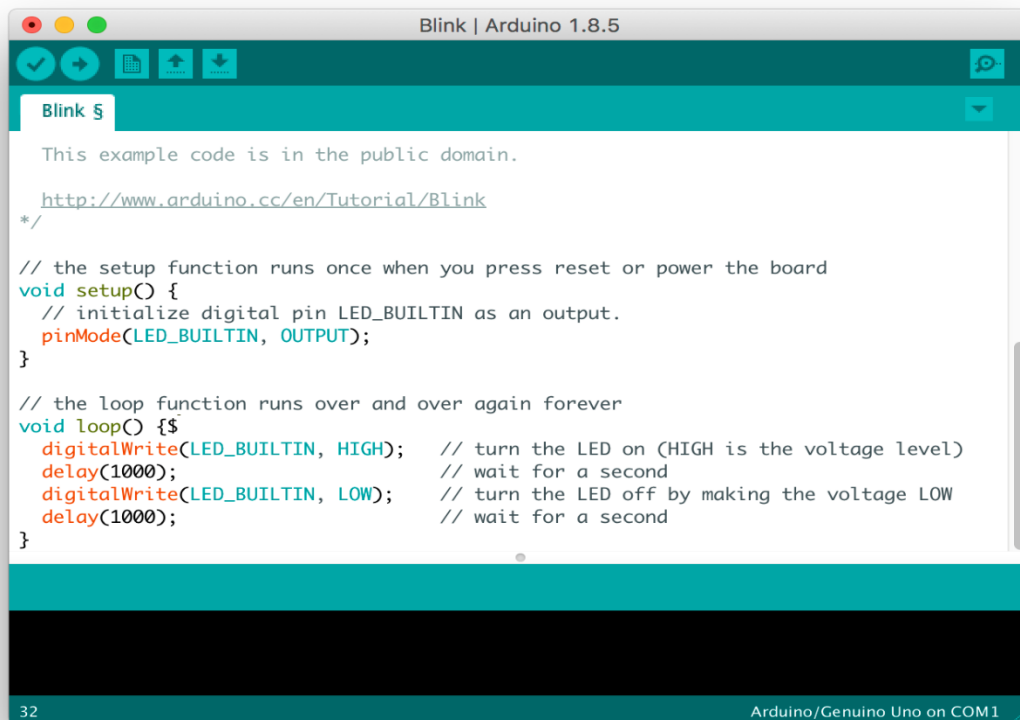 Blink | Arduino 1.8.5
Blink §
This example code is in the public domain.
http://www.arduino.cc/en/Tutorial/Blink
*/
// the setup function runs once when you press reset or power the board
void setup() {
  // initialize digital pin LED_BUILTIN as an output.
  pinMode(LED_BUILTIN, OUTPUT);
}
// the loop function runs over and over again forever
void loop() {$
  digitalWrite(LED_BUILTIN, HIGH);   // turn the LED on (HIGH is the voltage level)
  delay(1000);                       // wait for a second
  digitalWrite(LED_BUILTIN, LOW);    // turn the LED off by making the voltage LOW
  delay(1000);                       // wait for a second
}
32 Arduino/Genuino Uno on COM1